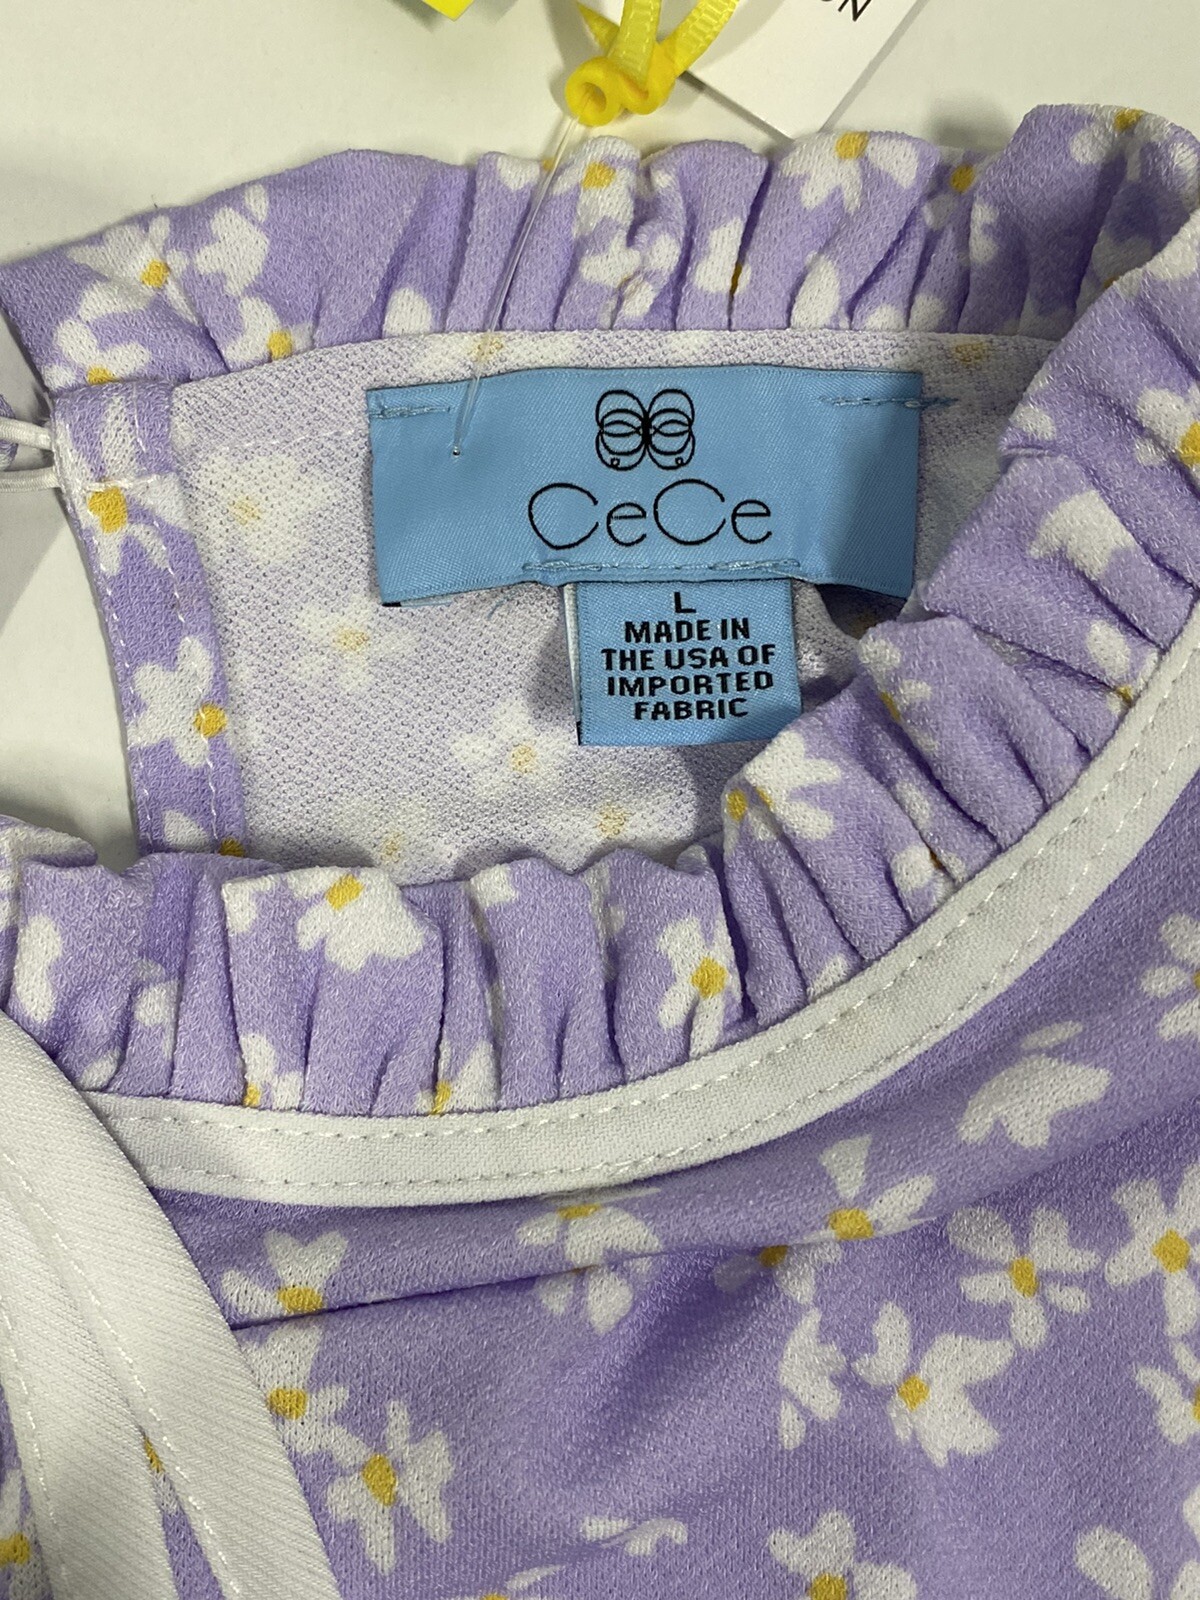 CeCe
L
MADE IN
THE USA OF
IMPORTED
FABRIC